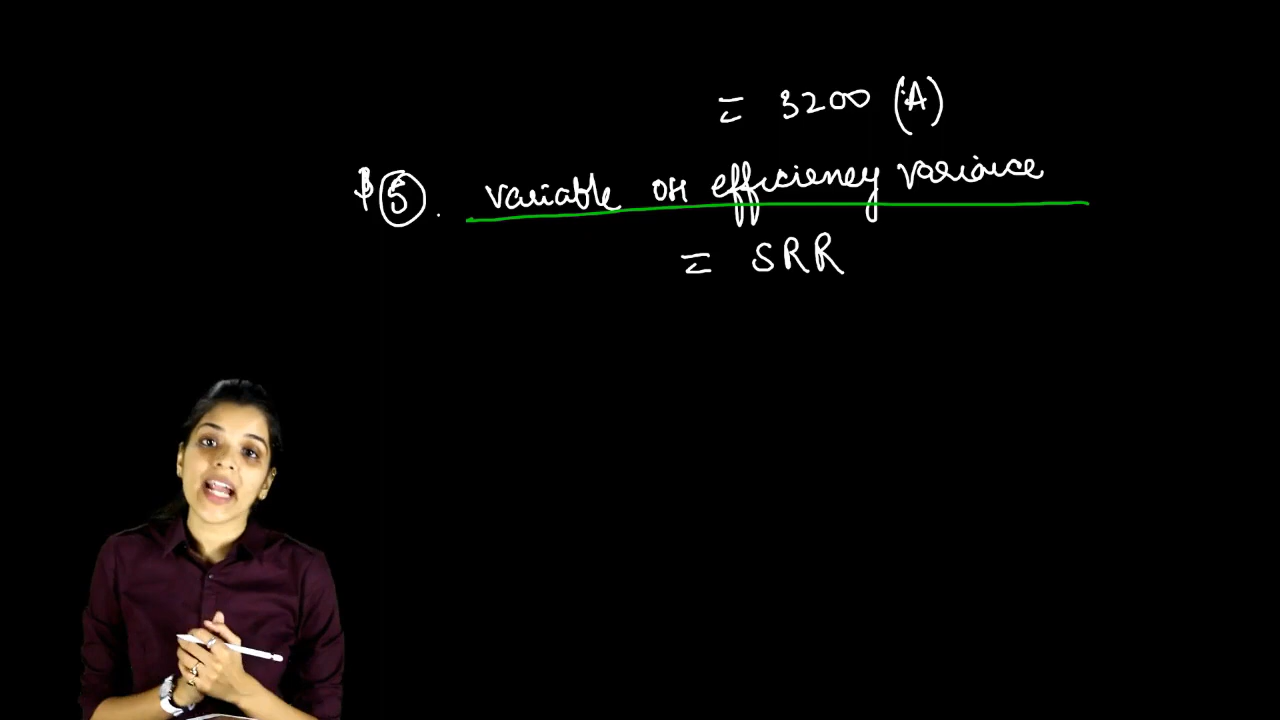 = 3200 (A)
5. variable OH efficiency variance
= SRR